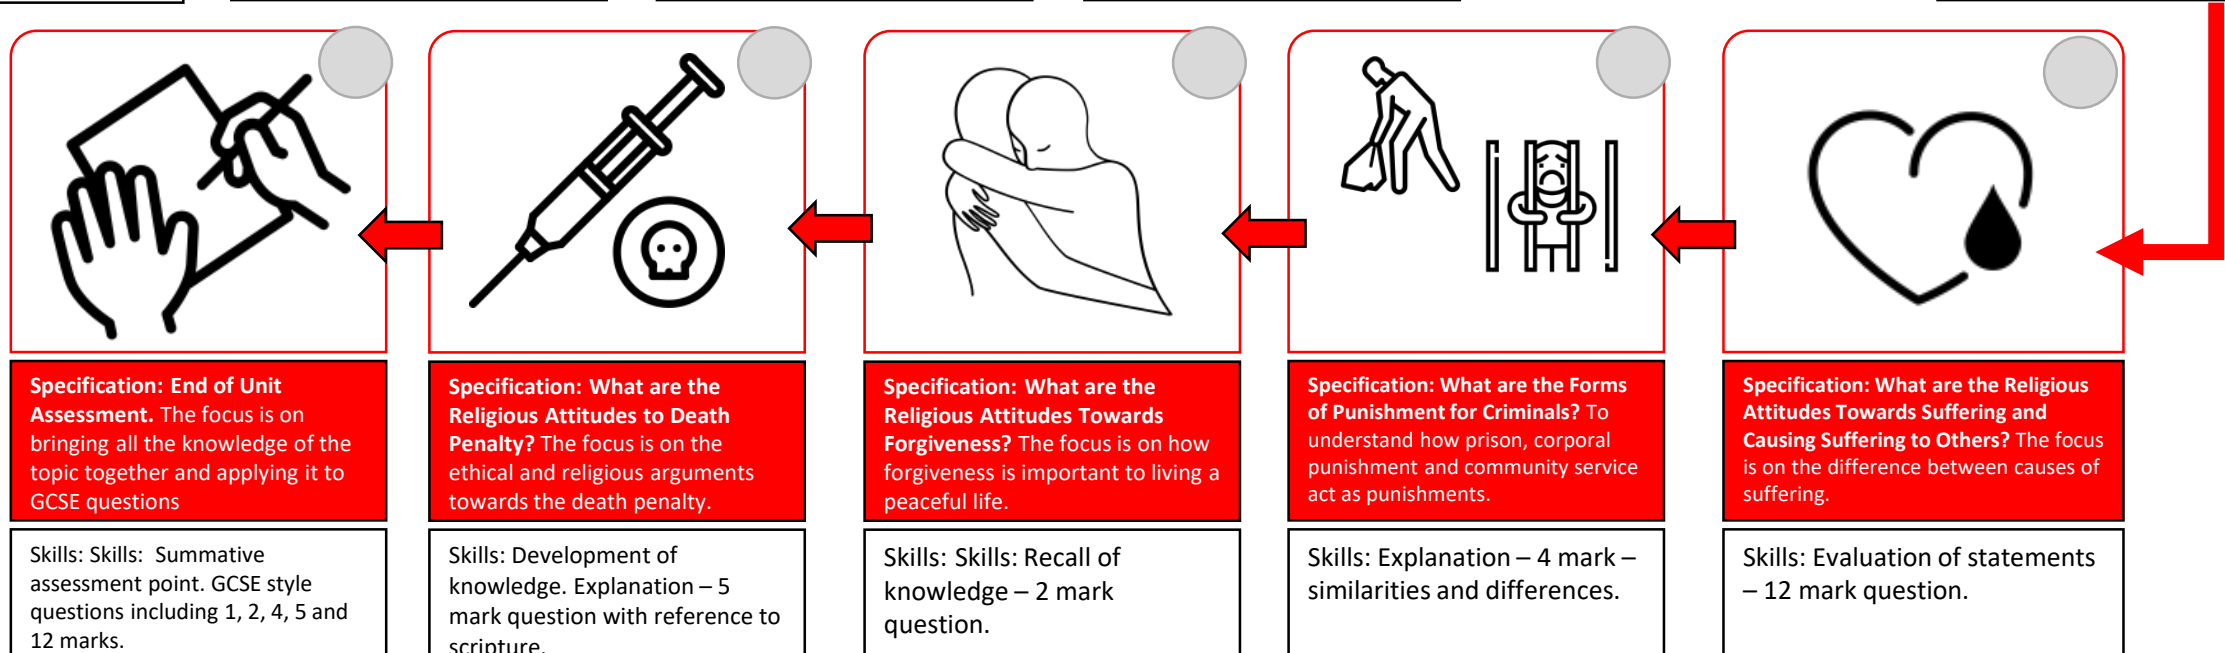 Specification: End of Unit
Assessment. The focus is on
bringing all the knowledge of the
topic together and applying it to
GCSE questions
Skills: Skills:  Summative
assessment point. GCSE style
questions including 1, 2, 4, 5 and
12 marks.
Specification: What are the
Religious Attitudes to Death
Penalty? The focus is on the
ethical and religious arguments
towards the death penalty.
Skills: Development of
knowledge. Explanation – 5
mark question with reference to
scripture.
Specification: What are the
Religious Attitudes Towards
Forgiveness? The focus is on how
forgiveness is important to living a
peaceful life.
Skills: Skills: Recall of
knowledge – 2 mark
question.
Specification: What are the Forms
of Punishment for Criminals? To
understand how prison, corporal
punishment and community service
act as punishments.
Skills: Explanation – 4 mark –
similarities and differences.
Specification: What are the Religious
Attitudes Towards Suffering and
Causing Suffering to Others? The focus
is on the difference between causes of
suffering.
Skills: Evaluation of statements
– 12 mark question.